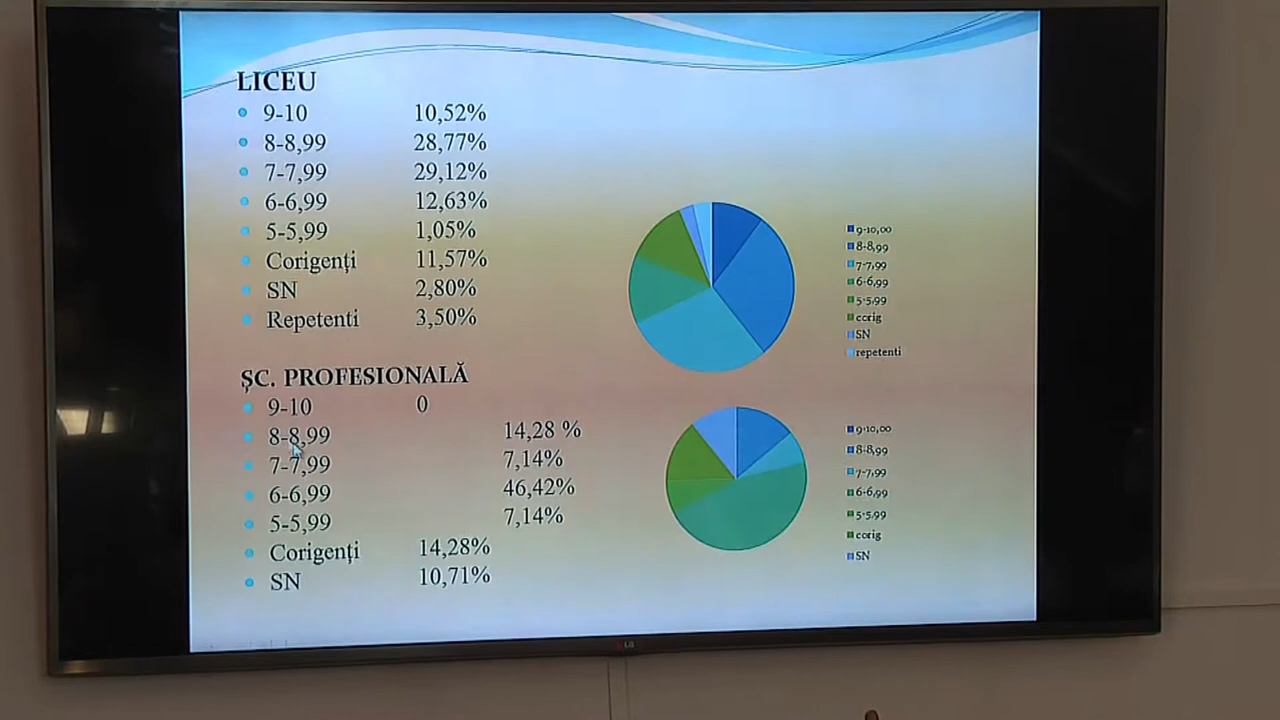 LICEU
9-10 10,52%
8-8,99 28,77%
7-7,99 29,12%
6-6,99 12,63%
5-5,99 1,05%
Corigenți 11,57%
SN 2,80%
Repetenti 3,50%
9-10,00
8-8,99
7-7,99
6-6,99
5-5,99
corig
SN
repetenti
ȘC. PROFESIONALĂ
9-10 0
8-8,99 14,28 %
7-7,99 7,14%
6-6,99 46,42%
5-5,99 7,14%
Corigenți 14,28%
SN 10,71%
9-10,00
8-8,99
7-7,99
6-6,99
5-5,99
corig
SN
LG